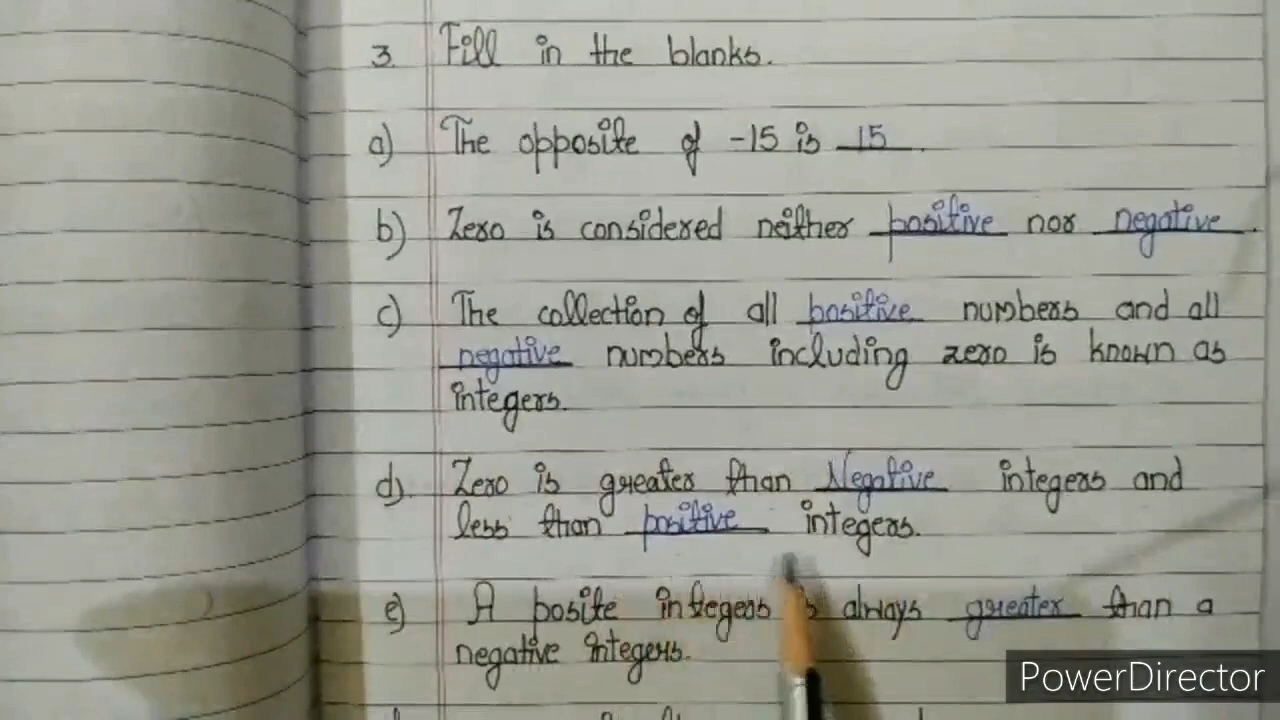 3. Fill in the blanks.
a) The opposite of -15 is 15.
b) Zero is considered neither positive nor negative.
c) The collection of all positive numbers and all
negative numbers including zero is known as
integers.
d) Zero is greater than Negative integers and
less than positive integers.
e) A posite integers is always greater than a
negative integers.
PowerDirector